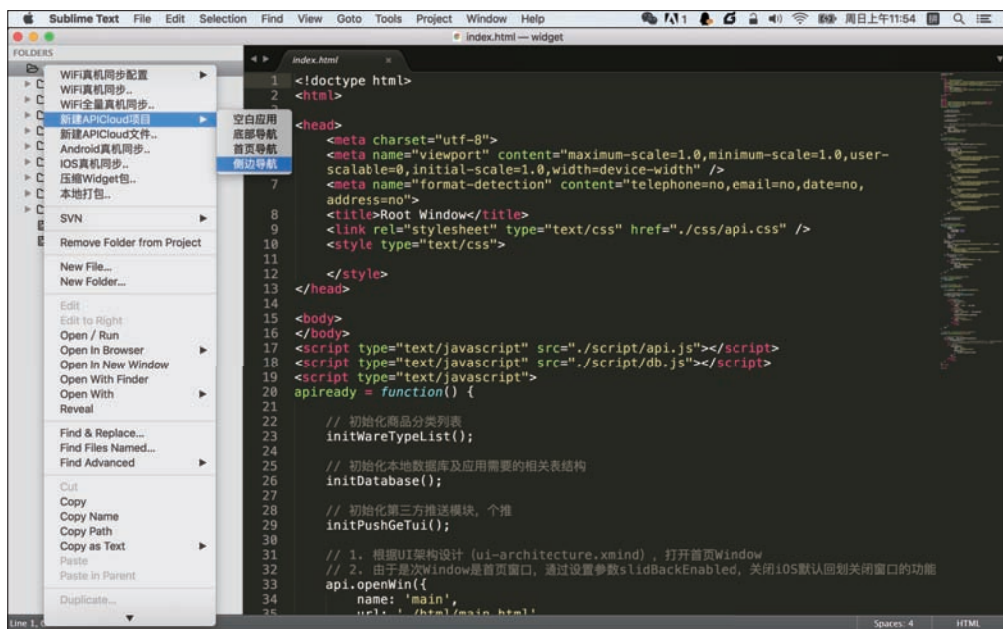 Sublime Text File Edit Selection Find View Goto Tools Project Window Help 1 周日上午11:54
index.html — widget
FOLDERS
WiFi真机同步配置
WiFi真机同步..
WiFi全量真机同步..
新建APICloud项目
新建APICloud文件..
Android真机同步..
IOS真机同步..
压缩Widget包..
本地打包..
SVN
Remove Folder from Project
New File...
New Folder...
Edit
Edit to Right
Open / Run
Open In Browser
Open In New Window
Open With Finder
Open With
Reveal
Find & Replace...
Find Files Named...
Find Advanced
Cut
Copy
Copy Name
Copy Path
Copy as Text
Paste
Paste in Parent
Duplicate...
空白应用
底部导航
首页导航
侧边导航
index.html ×
1 <!doctype html>
2 <html>
<head>
<meta charset="utf-8">
<meta name="viewport" content="maximum-scale=1.0,minimum-scale=1.0,user-
scalable=0,initial-scale=1.0,width=device-width" />
7 <meta name="format-detection" content="telephone=no,email=no,date=no,
address=no">
8 <title>Root Window</title>
9 <link rel="stylesheet" type="text/css" href="./css/api.css" />
10 <style type="text/css">
11
12 </style>
13 </head>
14
15 <body>
16 </body>
17 <script type="text/javascript" src="./script/api.js"></script>
18 <script type="text/javascript" src="./script/db.js"></script>
19 <script type="text/javascript">
20 apiready = function() {
21
22 // 初始化商品分类列表
23 initWareTypeList();
24
25 // 初始化本地数据库及应用需要的相关表结构
26 initDatabase();
27
28 // 初始化第三方推送模块，个推
29 initPushGeTui();
30
31 // 1. 根据UI架构设计（ui-architecture.xmind）, 打开首页Window
32 // 2. 由于是次Window是首页窗口，通过设置参数slidBackEnabled, 关闭iOS默认回划关闭窗口的功能
33 api.openWin({
34 name: 'main',
35 url: './html/main.html'
Line 1,
Spaces: 4 HTML